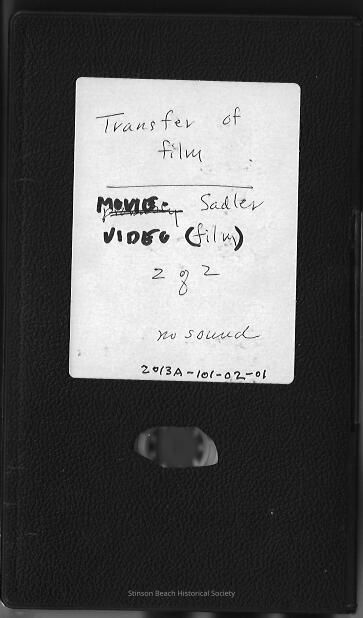 Transfer of
film
MOVIE- Sadler
VIDEO (film)
2 of 2
no sound
2013A-101-02-01
Stinson Beach Historical Society